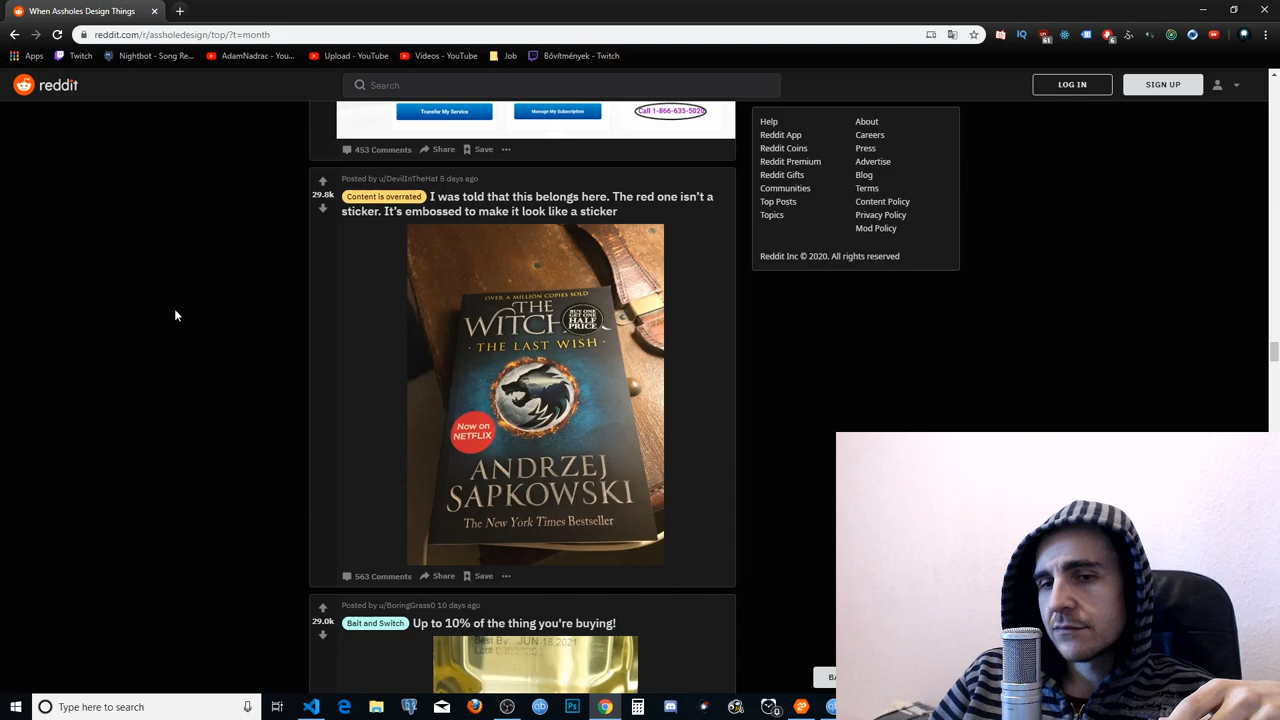 When Assholes Design Things
reddit.com/r/assholedesign/top/?t=month
Apps Twitch Nightbot - Song Re... AdamNadrac - You... Upload - YouTube Videos - YouTube Job Bővítmények - Twitch
reddit Search LOG IN SIGN UP
Transfer My Service Manage My Subscription Call 1-866-635-5020
453 Comments Share Save
Help About
Reddit App Careers
Reddit Coins Press
Reddit Premium Advertise
Reddit Gifts Blog
Communities Terms
Top Posts Content Policy
Topics Privacy Policy
Mod Policy
Reddit Inc © 2020. All rights reserved
Posted by u/DevilInTheHat 5 days ago
29.8k
Content is overrated I was told that this belongs here. The red one isn't a
sticker. It's embossed to make it look like a sticker
OVER A MILLION COPIES SOLD
THE
WITCH
BUY ONE
GET ONE
HALF
PRICE
· THE LAST WISH ·
Now on
NETFLIX
ANDRZEJ
SAPKOWSKI
The New York Times Bestseller
563 Comments Share Save
Posted by u/BoringGrass0 10 days ago
29.0k
Bait and Switch Up to 10% of the thing you're buying!
Best By: JUN 18 2021
Type here to search